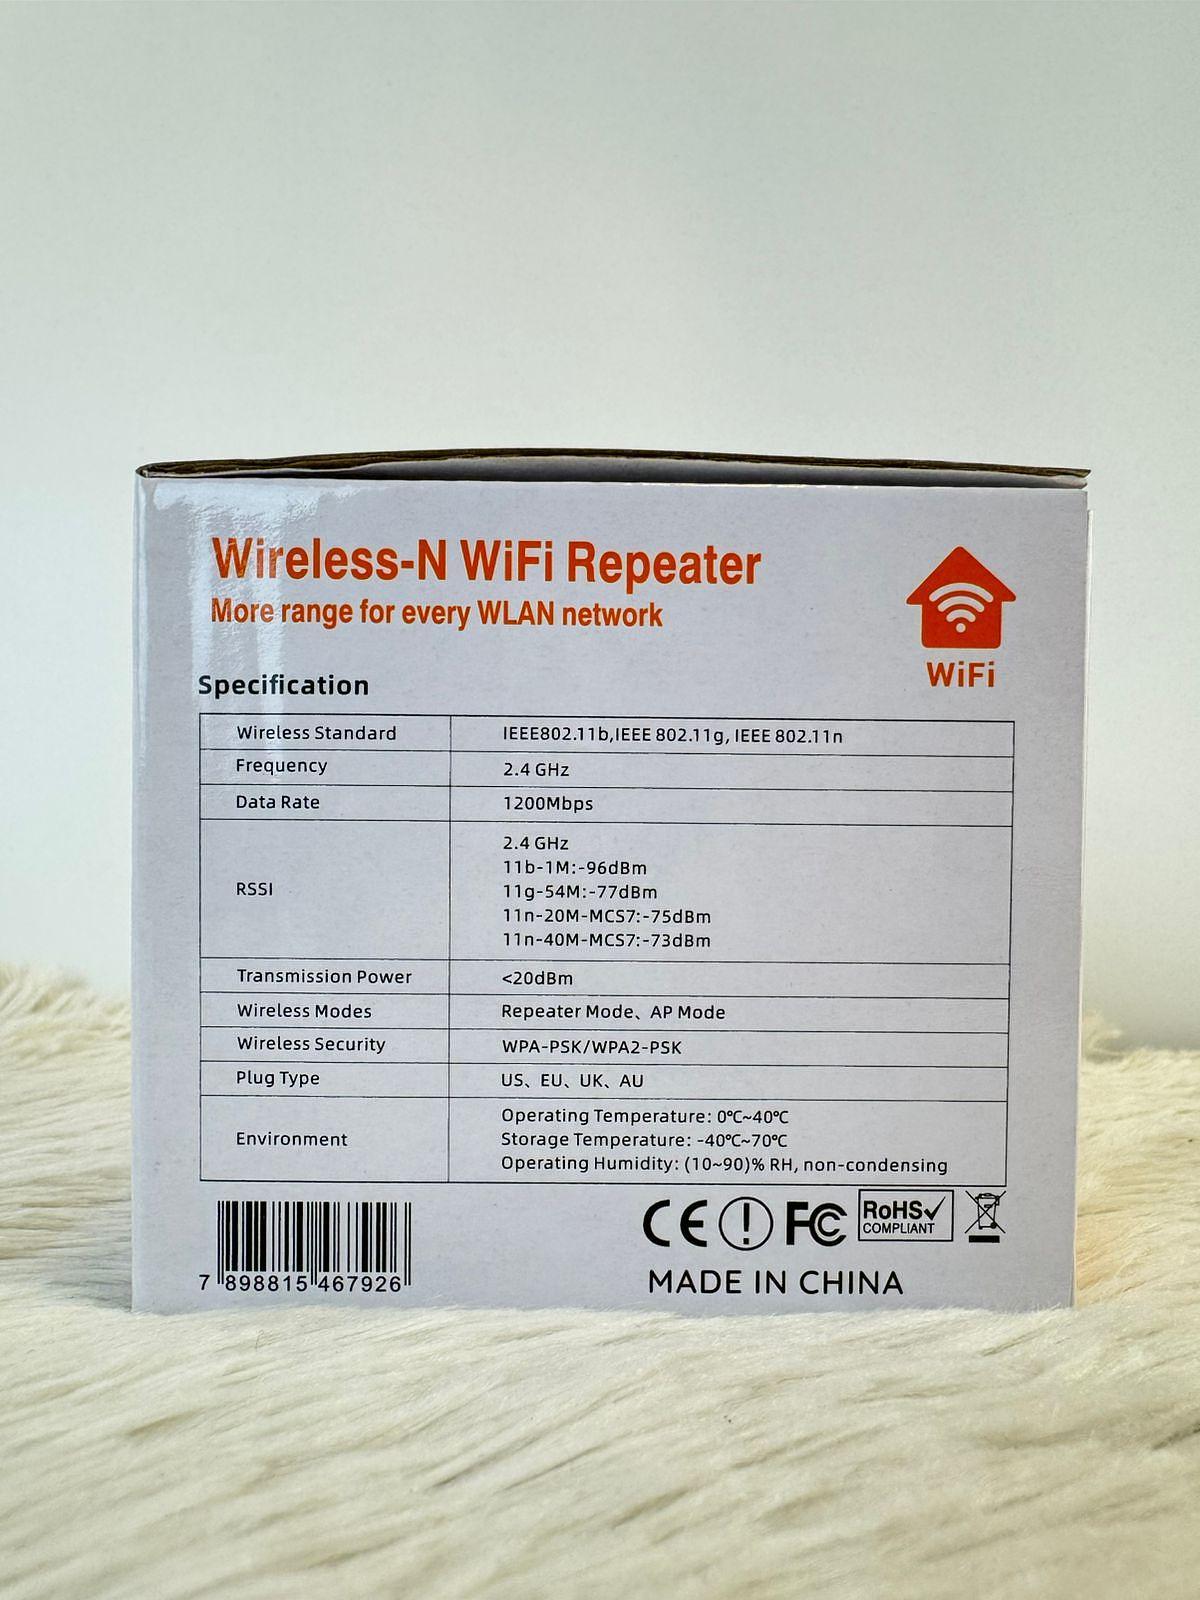 Wireless-N WiFi Repeater
More range for every WLAN network
WiFi
Specification
Wireless Standard IEEE802.11b,IEEE 802.11g, IEEE 802.11n
Frequency 2.4 GHz
Data Rate 1200Mbps
RSSI
2.4 GHz
11b-1M:-96dBm
11g-54M:-77dBm
11n-20M-MCS7:-75dBm
11n-40M-MCS7:-73dBm
Transmission Power <20dBm
Wireless Modes Repeater Mode、AP Mode
Wireless Security WPA-PSK/WPA2-PSK
Plug Type US、EU、UK、AU
Environment
Operating Temperature: 0℃~40℃
Storage Temperature: -40℃~70℃
Operating Humidity: (10~90)% RH, non-condensing
CE ! FC RoHS✓
COMPLIANT
7 898815 467926
MADE IN CHINA